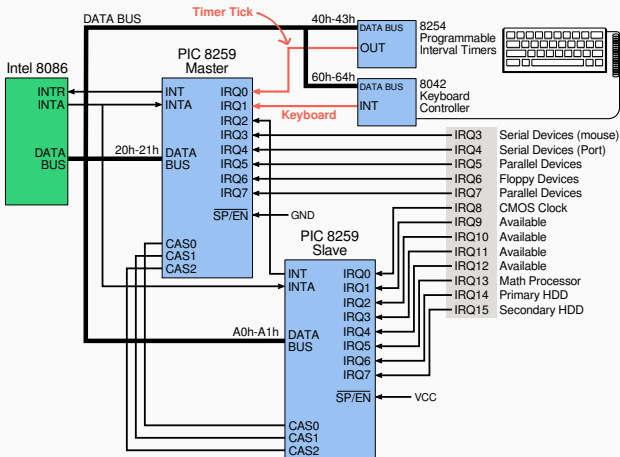 DATA BUS
Timer Tick
40h-43h
DATA BUS
OUT
8254
Programmable
Interval Timers
60h-64h
DATA BUS
INT
8042
Keyboard
Controller
Keyboard
Intel 8086
INTR
INTA
DATA
BUS
20h-21h
PIC 8259
Master
INT
INTA
DATA
BUS
IRQ0
IRQ1
IRQ2
IRQ3
IRQ4
IRQ5
IRQ6
IRQ7
SP/EN
GND
CAS0
CAS1
CAS2
IRQ3 Serial Devices (mouse)
IRQ4 Serial Devices (Port)
IRQ5 Parallel Devices
IRQ6 Floppy Devices
IRQ7 Parallel Devices
IRQ8 CMOS Clock
IRQ9 Available
IRQ10 Available
IRQ11 Available
IRQ12 Available
IRQ13 Math Processor
IRQ14 Primary HDD
IRQ15 Secondary HDD
PIC 8259
Slave
INT
INTA
A0h-A1h
DATA
BUS
IRQ0
IRQ1
IRQ2
IRQ3
IRQ4
IRQ5
IRQ6
IRQ7
SP/EN
VCC
CAS0
CAS1
CAS2